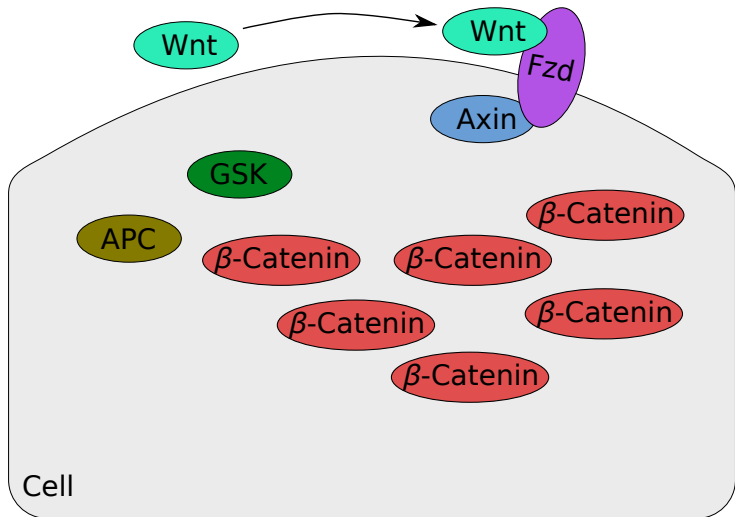 Wnt
Wnt
Fzd
Axin
GSK
APC
β-Catenin
β-Catenin
β-Catenin
β-Catenin
β-Catenin
β-Catenin
Cell